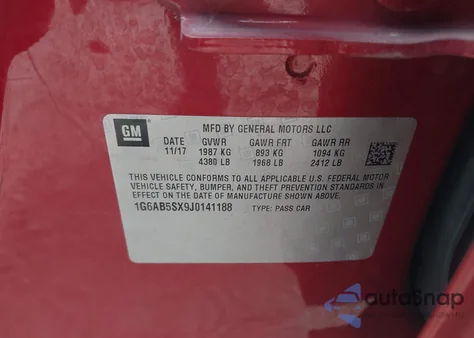 GM
MFD BY GENERAL MOTORS LLC
DATE GVWR GAWR FRT GAWR RR
11/17 1987 KG 893 KG 1094 KG
4380 LB 1968 LB 2412 LB
THIS VEHICLE CONFORMS TO ALL APPLICABLE U.S. FEDERAL MOTOR
VEHICLE SAFETY, BUMPER, AND THEFT PREVENTION STANDARDS IN
EFFECT ON THE DATE OF MANUFACTURE SHOWN ABOVE.
1G6AB5SX9J0141188 TYPE: PASS CAR
autoSnap